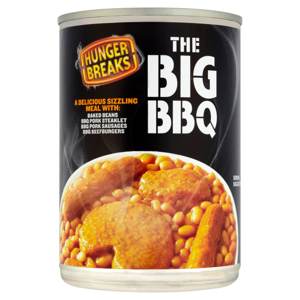 HUNGER
BREAKS
THE
BIG
BBQ
A DELICIOUS SIZZLING
MEAL WITH:
BAKED BEANS
BBQ PORK STEAKLET
BBQ PORK SAUSAGES
BBQ BEEFBURGERS